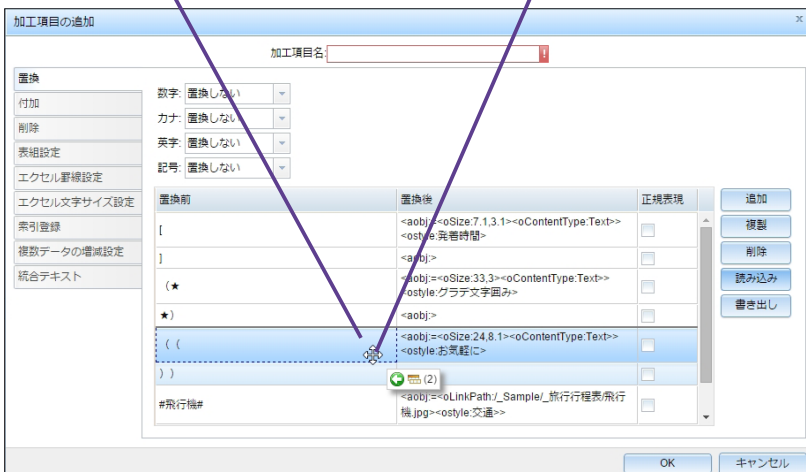 加工項目の追加
x
加工項目名:
!
置換
付加
削除
表組設定
エクセル罫線設定
エクセル文字サイズ設定
索引登録
複数データの増減設定
統合テキスト
数字: 置換しない
カナ: 置換しない
英字: 置換しない
記号: 置換しない
置換前 置換後 正規表現
[ <aobj:=<oSize:7.1,3.1><oContentType:Text>>
<ostyle:発着時間>
] <aobj:>
（★ <aobj:=<oSize:33,3><oContentType:Text>>
<ostyle:グラデ文字囲み>
★） <aobj:>
（（ <aobj:=<oSize:24,8.1><oContentType:Text>>
<ostyle:お気軽に>
））
(2)
#飛行機# <aobj:=<oLinkPath:/_Sample/_旅行行程表/飛行
機.jpg><ostyle:交通>>
追加
複製
削除
読み込み
書き出し
OK キャンセル